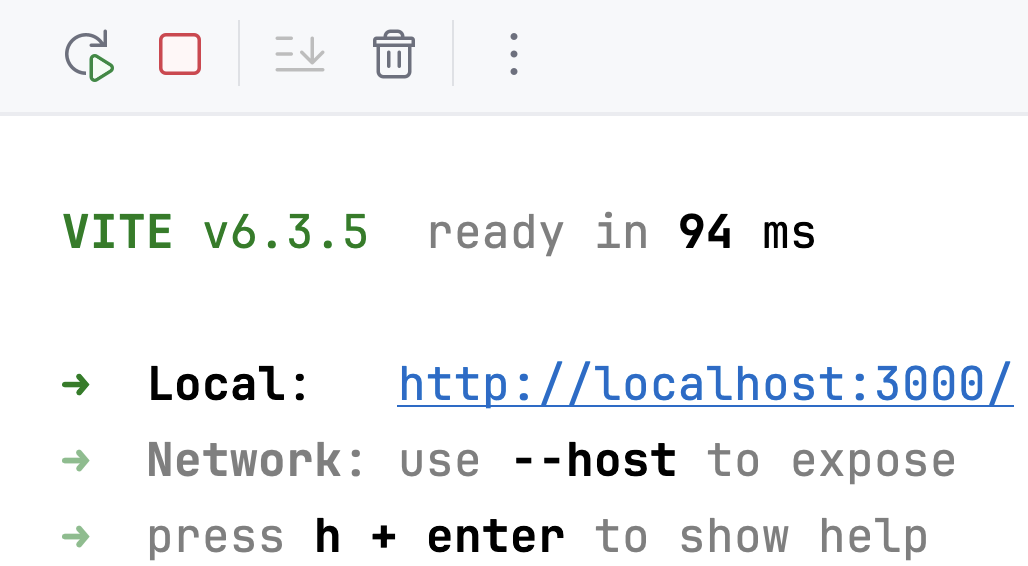 VITE v6.3.5  ready in 94 ms
➜  Local:   http://localhost:3000/
➜  Network: use --host to expose
➜  press h + enter to show help